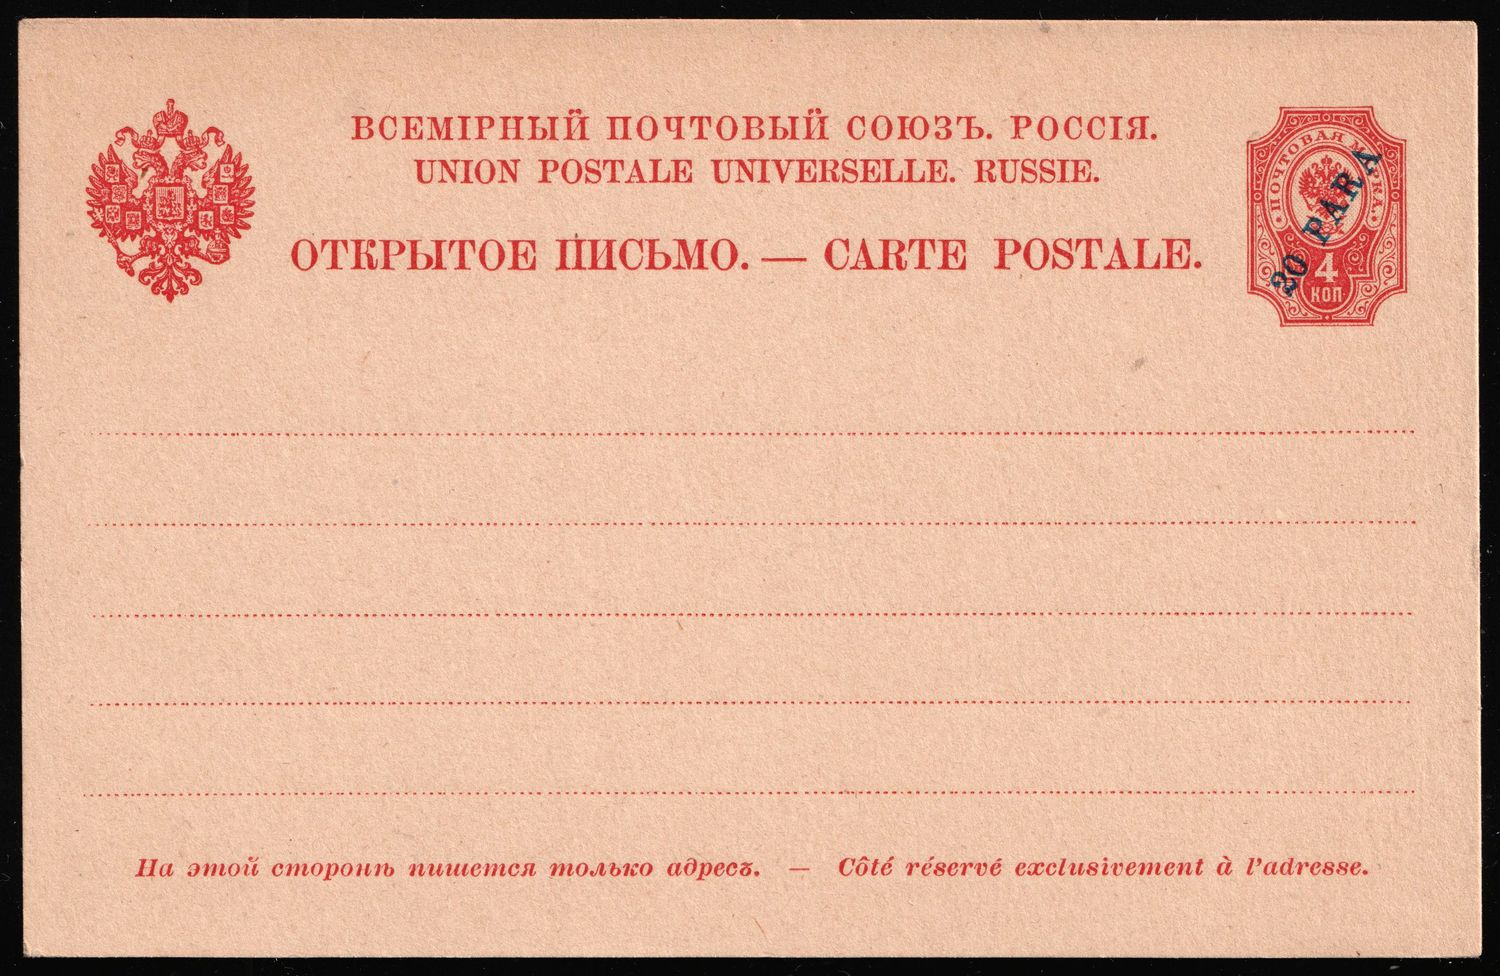 ВСЕМІРНЫЙ ПОЧТОВЫЙ СОЮЗЪ. РОССІЯ.
UNION POSTALE UNIVERSELLE. RUSSIE.
ОТКРЫТОЕ ПИСЬМО. — CARTE POSTALE.
ПОЧТОВАЯ МАРКА.
20 PARA
4
КОП.
На этой сторонѣ пишется только адресъ. — Côté réservé exclusivement à l'adresse.